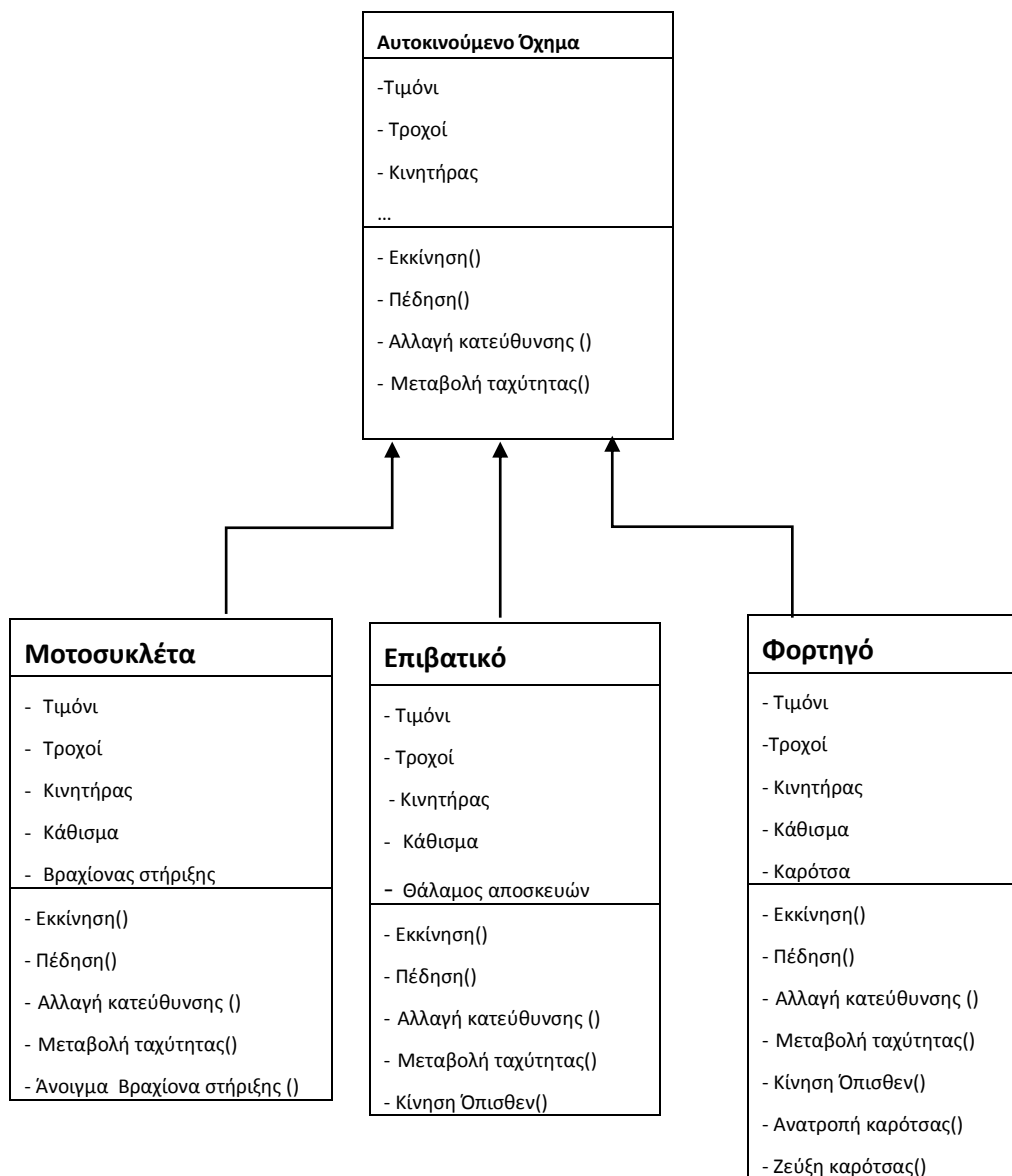 Αυτοκινούμενο Όχημα
-Τιμόνι
- Τροχοί
- Κινητήρας
...
- Εκκίνηση()
- Πέδηση()
- Αλλαγή κατεύθυνσης ()
- Μεταβολή ταχύτητας()
Μοτοσυκλέτα
- Τιμόνι
- Τροχοί
- Κινητήρας
- Κάθισμα
- Βραχίονας στήριξης
- Εκκίνηση()
- Πέδηση()
- Αλλαγή κατεύθυνσης ()
- Μεταβολή ταχύτητας()
- Άνοιγμα Βραχίονα στήριξης ()
Επιβατικό
- Τιμόνι
- Τροχοί
- Κινητήρας
- Κάθισμα
- Θάλαμος αποσκευών
- Εκκίνηση()
- Πέδηση()
- Αλλαγή κατεύθυνσης ()
- Μεταβολή ταχύτητας()
- Κίνηση Όπισθεν()
Φορτηγό
- Τιμόνι
-Τροχοί
- Κινητήρας
- Κάθισμα
- Καρότσα
- Εκκίνηση()
- Πέδηση()
- Αλλαγή κατεύθυνσης ()
- Μεταβολή ταχύτητας()
- Κίνηση Όπισθεν()
- Ανατροπή καρότσας()
- Ζεύξη καρότσας()